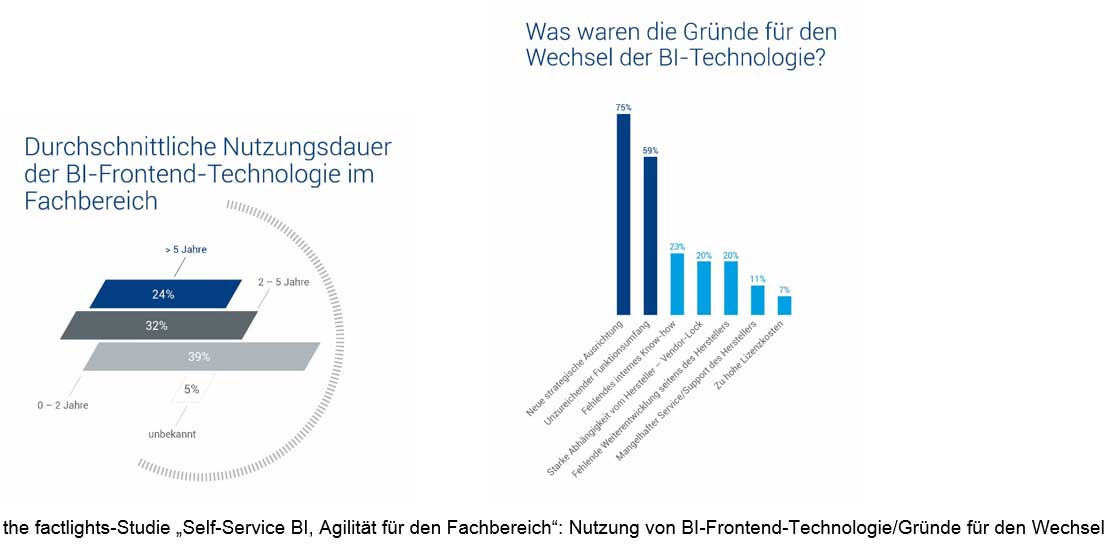 Was waren die Gründe für den
Wechsel der BI-Technologie?
75%
59%
23%
20%
20%
11%
7%
Neue strategische Ausrichtung
Unzureichender Funktionsumfang
Fehlendes internes Know-how
Starke Abhängigkeit vom Hersteller – Vendor-Lock
Fehlende Weiterentwicklung seitens des Herstellers
Mangelhafter Service/Support des Herstellers
Zu hohe Lizenzkosten
Durchschnittliche Nutzungsdauer
der BI-Frontend-Technologie im
Fachbereich
> 5 Jahre
2 – 5 Jahre
24%
32%
39%
5%
0 – 2 Jahre
unbekannt
the factlights-Studie „Self-Service BI, Agilität für den Fachbereich“: Nutzung von BI-Frontend-Technologie/Gründe für den Wechsel